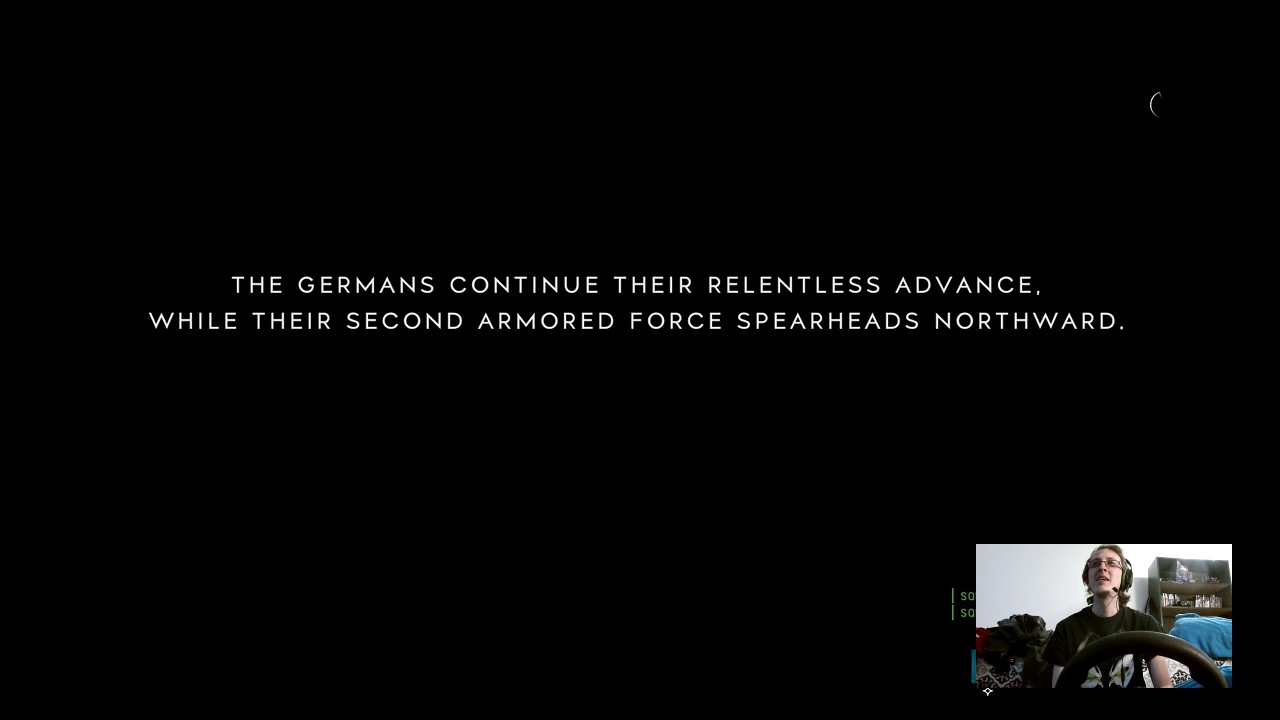 THE GERMANS CONTINUE THEIR RELENTLESS ADVANCE,
WHILE THEIR SECOND ARMORED FORCE SPEARHEADS NORTHWARD.